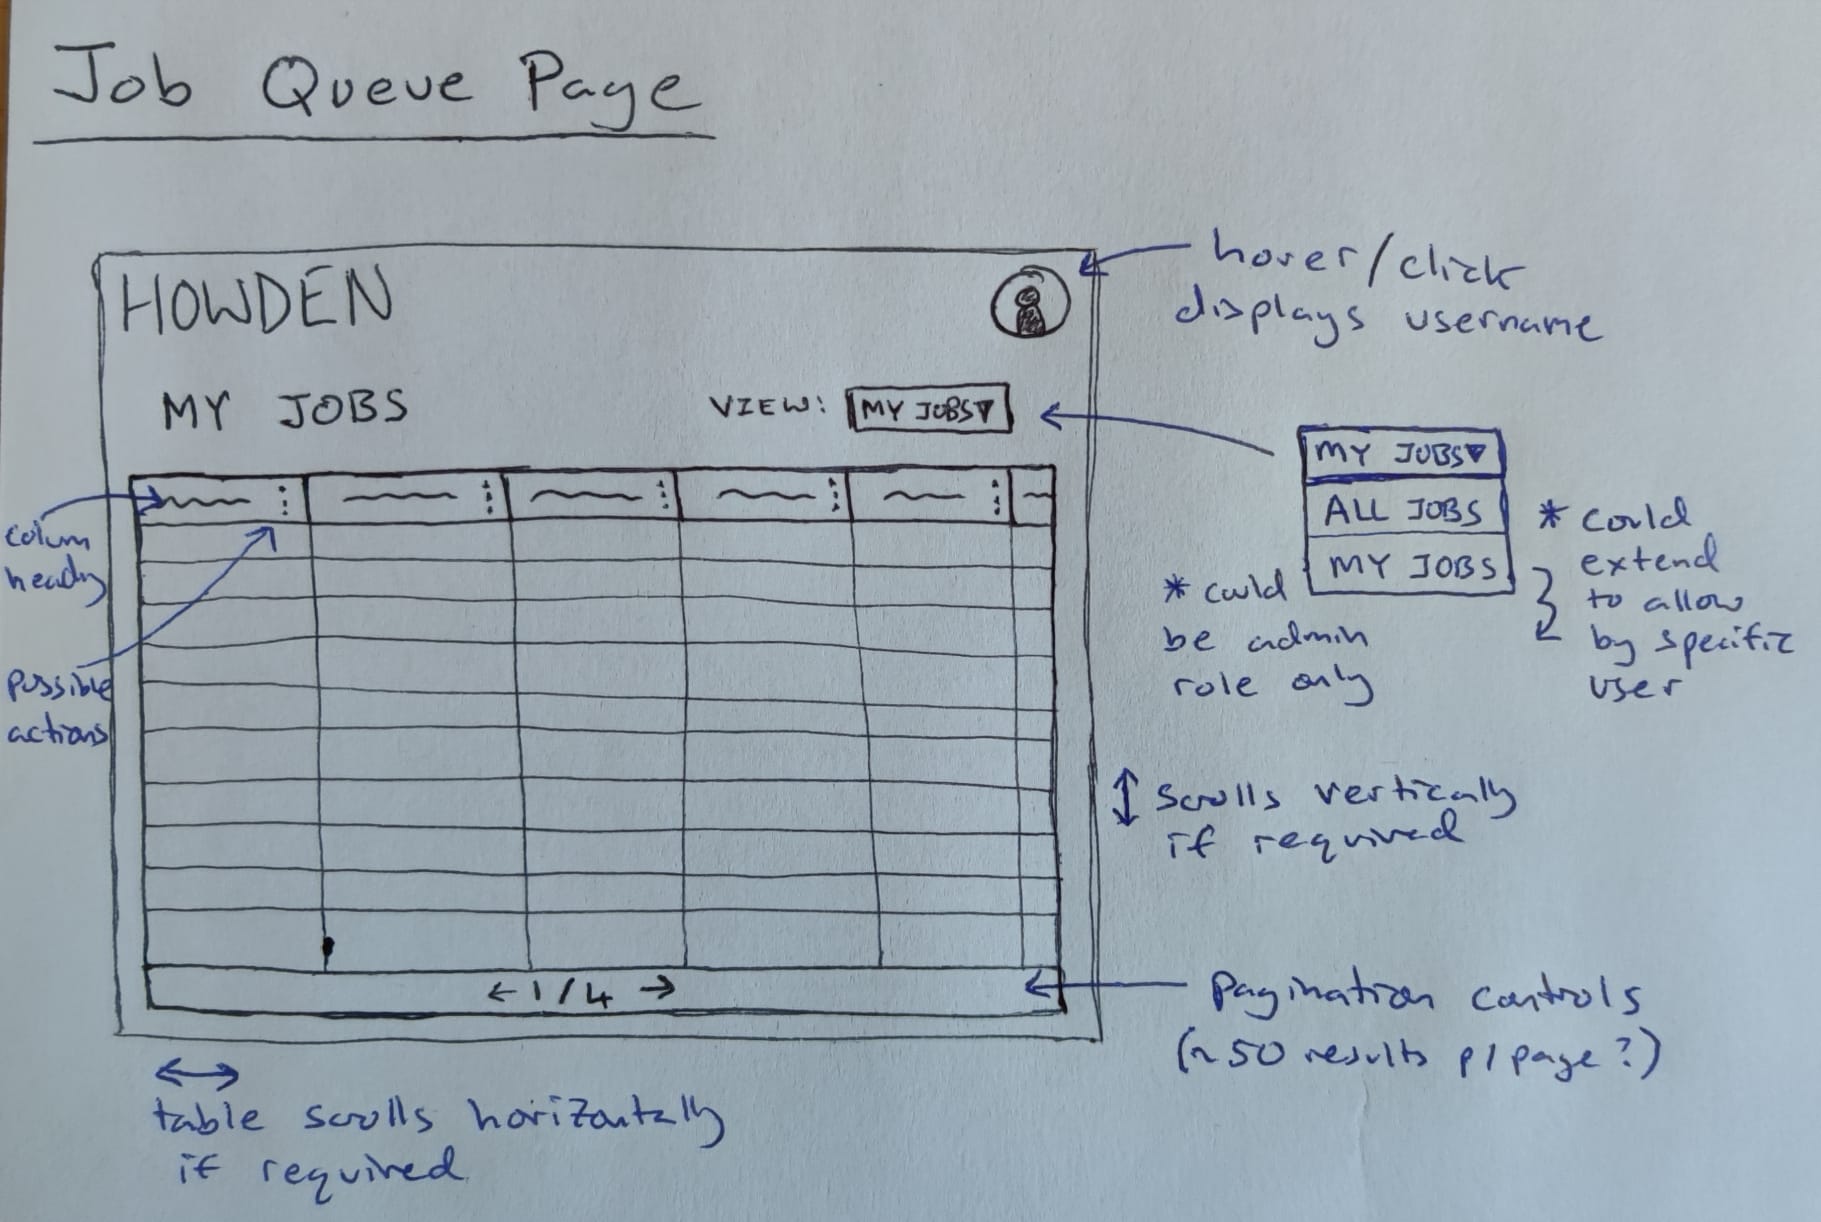 Job Queue Page
HOWDEN
hover/click
displays username
MY JOBS
VIEW: MY JOBS▼
MY JOBS▼
ALL JOBS
MY JOBS
* could
be admin
role only
* could
extend
to allow
by specific
user
colum
heady
possible
actions
↕ scrolls vertically
if required
← 1/4 →
pagination controls
(~50 results p/page?)
↔
table scrolls horizontally
if required